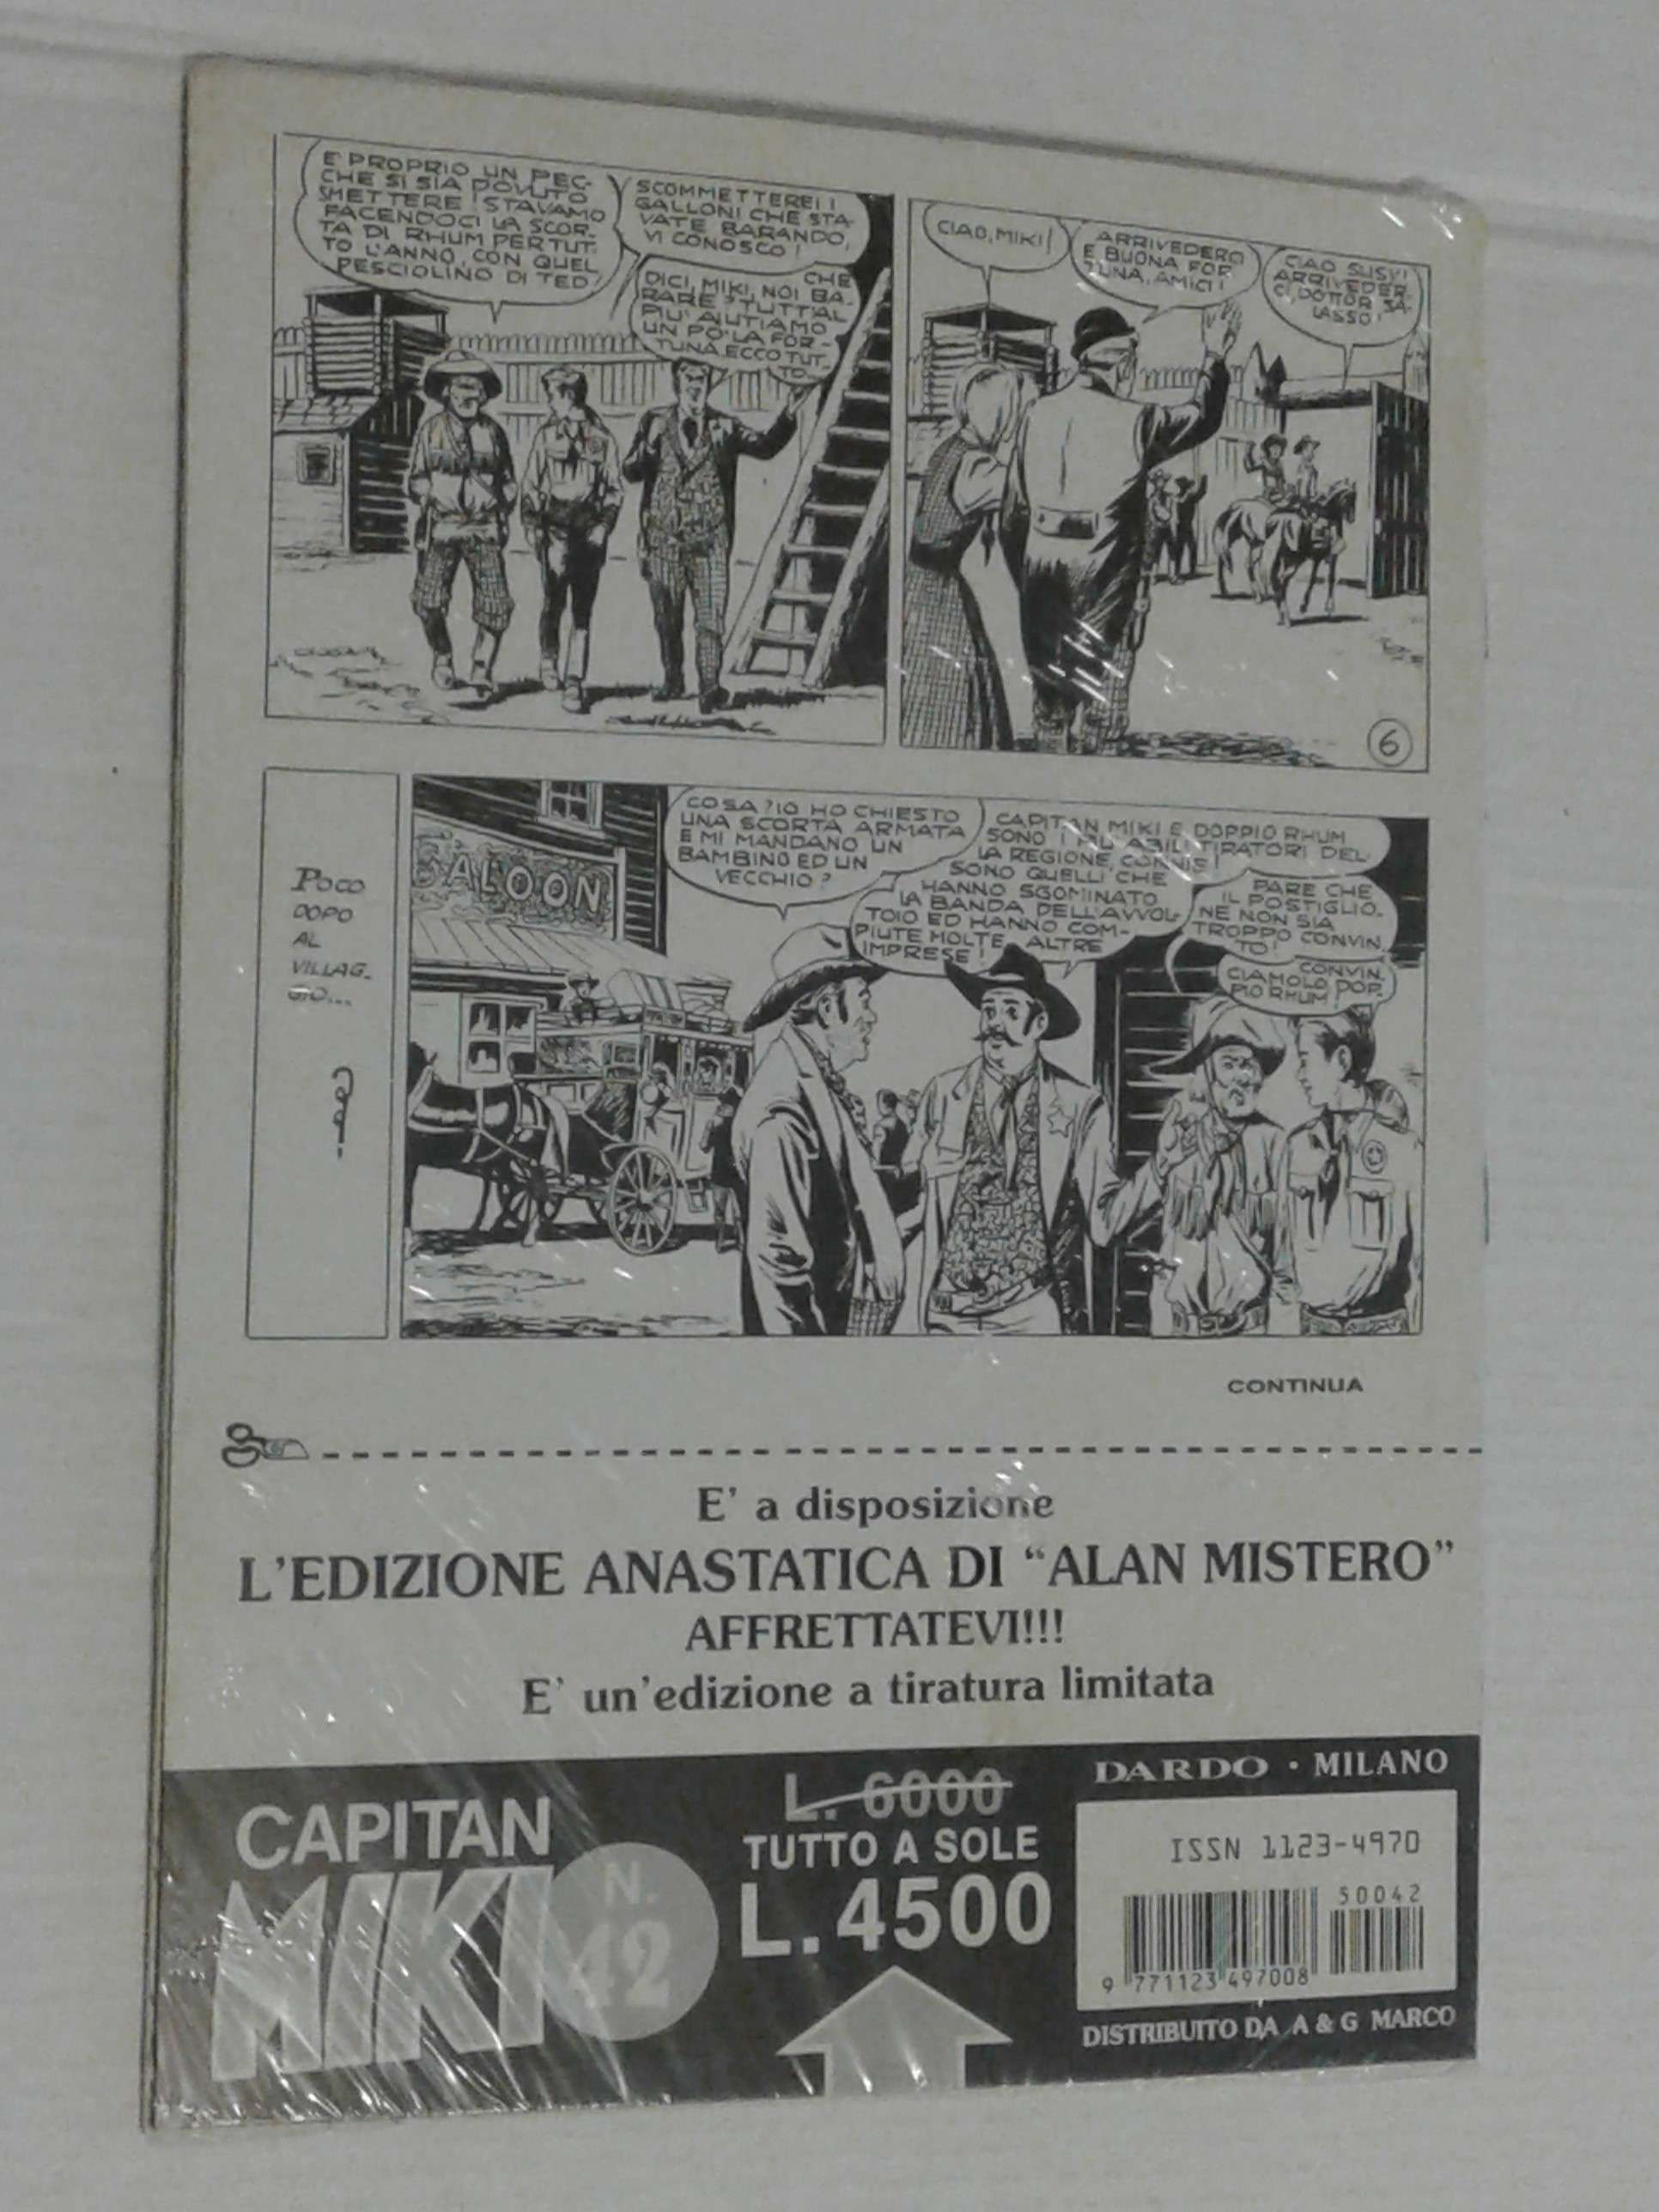 E' PROPRIO UN PEC-
CHE SI SIA DOVUTO
SMETTERE! STAVAMO
FACENDOCI LA SCOR-
TA DI RHUM PER TUT-
TO L'ANNO, CON QUEL
PESCIOLINO DI TED!
SCOMMETTEREI I
GALLONI CHE STA-
VATE BARANDO,
VI CONOSCO!
CHE
DICI, MIKI, NOI BA-
RARE? TUTT'AL
PIU' AIUTIAMO
UN PO' LA FOR-
TUNA, ECCO TUT-
TO...
CIAO, MIKI!
ARRIVEDERCI
E BUONA FOR-
TUNA, AMICI!
CIAO SUSY!
ARRIVEDER-
CI, DOTTOR SA-
LASSO!
6
POCO
DOPO
AL
VILLAG-
GIO...
COSA? IO HO CHIESTO
UNA SCORTA ARMATA
E MI MANDANO UN
BAMBINO ED UN
VECCHIO?
CAPITAN MIKI E DOPPIO RHUM
SONO I PIU' ABILI TIRATORI DEL-
LA REGIONE,
SONO QUELLI CHE
HANNO SGOMINATO
LA BANDA DELL'AVVOL-
TOIO ED HANNO COM-
PIUTE MOLTE ALTRE
IMPRESE!
PARE CHE
IL POSTIGLIO-
NE NON SIA
TROPPO CONVIN-
TO!
CONVIN-
CIAMOLO, DOP-
PIO RHUM!
SALOON
CONTINUA
E' a disposizione
L'EDIZIONE ANASTATICA DI "ALAN MISTERO"
AFFRETTATEVI!!!
E' un'edizione a tiratura limitata
CAPITAN
MIKI
N.
42
L. 6000
TUTTO A SOLE
L. 4500
DARDO · MILANO
ISSN 1123-4970
50042
9 771123 497008
DISTRIBUITO DA A & G MARCO